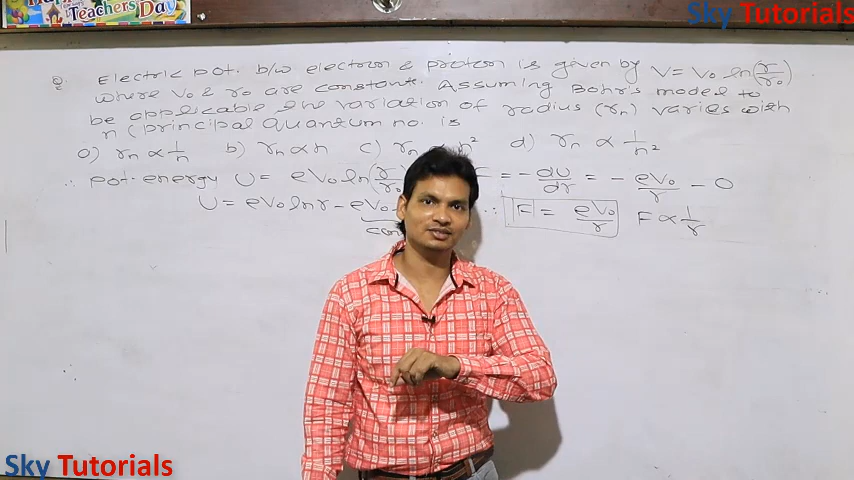 Teachers Day
Sky Tutorials
Q. Electric pot. b/w electron & proton is given by V = V0 ln(r/r0)
where V0 & r0 are constant. Assuming Bohr's model to
be applicable the variation of radius (rn) varies with
n (principal Quantum no. is
a) rn ∝ 1/n b) rn ∝ n c) rn ∝ n² d) rn ∝ 1/n²
∴ pot. energy U = eV0 ln(r/r0) F = -dU/dr = -eV0/r - 0
U = eV0 ln r - eV0 ∴ F = eV0/r F ∝ 1/r
Sky Tutorials